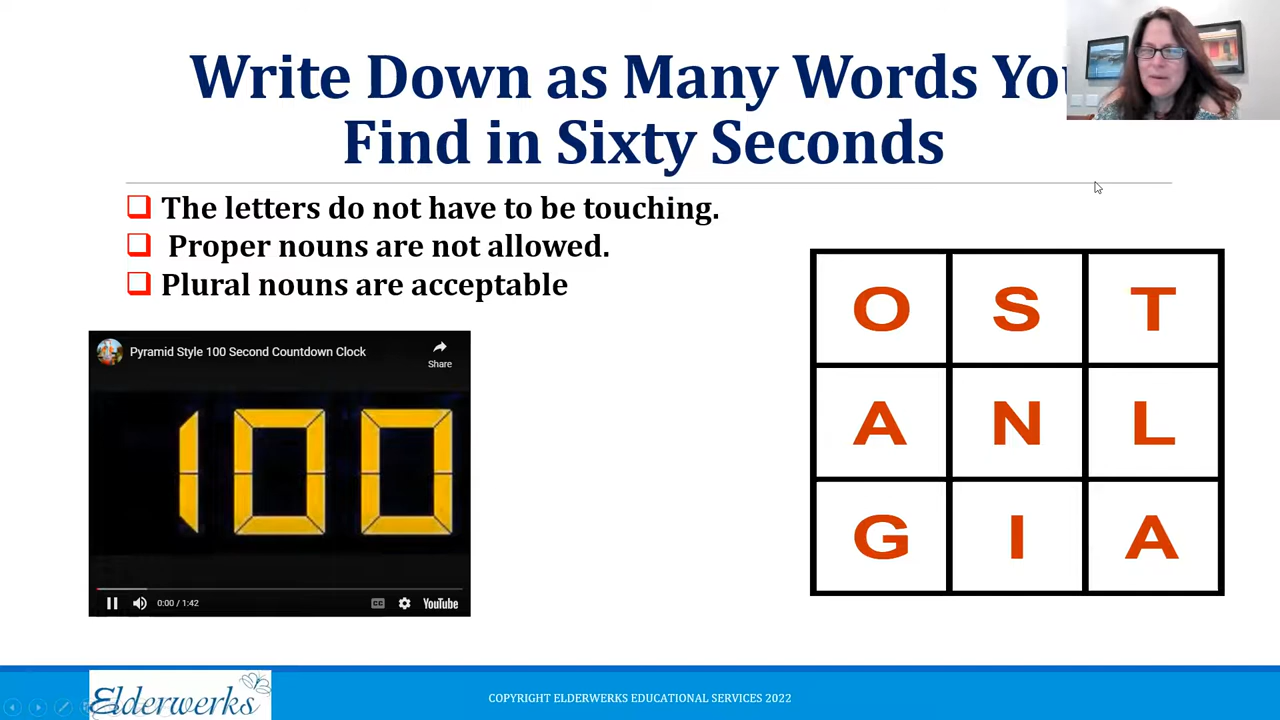 Write Down as Many Words You
Find in Sixty Seconds
The letters do not have to be touching.
Proper nouns are not allowed.
Plural nouns are acceptable
Pyramid Style 100 Second Countdown Clock
Share
100
0:00 / 1:42
CC
YouTube
O S T
A N L
G I A
Elderwerks
COPYRIGHT ELDERWERKS EDUCATIONAL SERVICES 2022